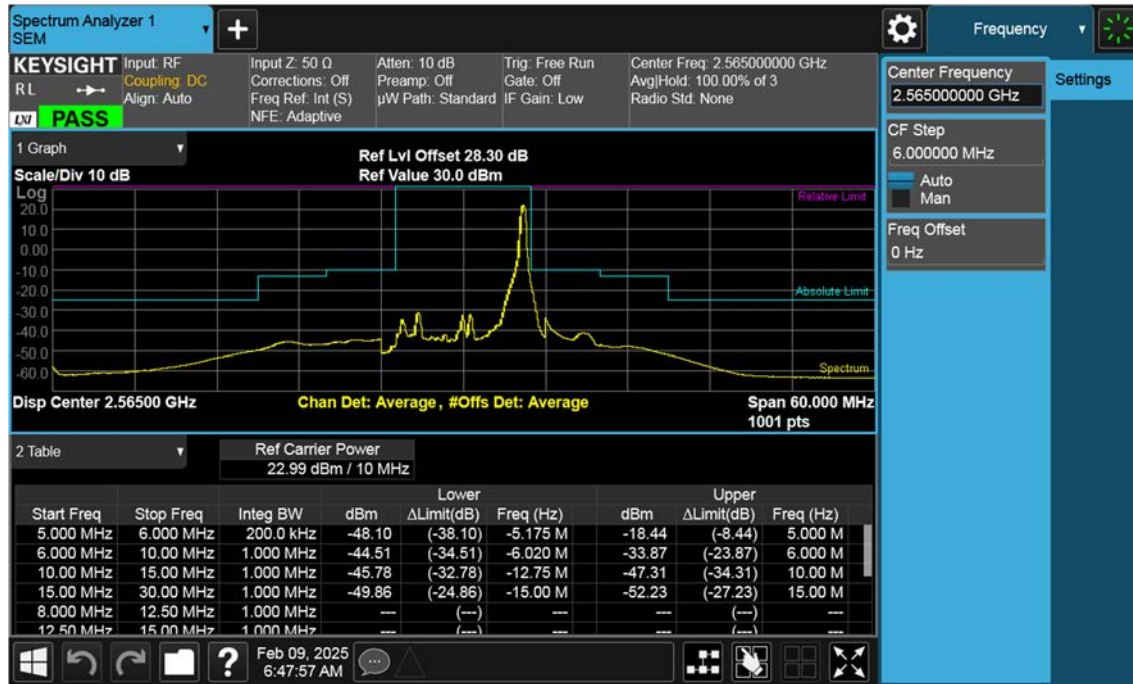 Spectrum Analyzer 1
SEM
Frequency
KEYSIGHT
R L
LXI PASS
Input: RF
Coupling: DC
Align: Auto
Input Z: 50 Ω
Corrections: Off
Freq Ref: Int (S)
NFE: Adaptive
Atten: 10 dB
Preamp: Off
µW Path: Standard
Trig: Free Run
Gate: Off
IF Gain: Low
Center Freq: 2.565000000 GHz
Avg|Hold: 100.00% of 3
Radio Std: None
Center Frequency
2.565000000 GHz
Settings
CF Step
6.000000 MHz
Auto
Man
Freq Offset
0 Hz
1 Graph
Ref Lvl Offset 28.30 dB
Scale/Div 10 dB
Ref Value 30.0 dBm
Log
Relative Limit
20.0
10.0
0.00
-10.0
-20.0
Absolute Limit
-30.0
-40.0
-50.0
-60.0
Spectrum
Disp Center 2.56500 GHz
Chan Det: Average , #Offs Det: Average
Span 60.000 MHz
1001 pts
2 Table
Ref Carrier Power
22.99 dBm / 10 MHz
Lower Upper
Start Freq Stop Freq Integ BW dBm ΔLimit(dB) Freq (Hz) dBm ΔLimit(dB) Freq (Hz)
5.000 MHz 6.000 MHz 200.0 kHz -48.10 (-38.10) -5.175 M -18.44 (-8.44) 5.000 M
6.000 MHz 10.00 MHz 1.000 MHz -44.51 (-34.51) -6.020 M -33.87 (-23.87) 6.000 M
10.00 MHz 15.00 MHz 1.000 MHz -45.78 (-32.78) -12.75 M -47.31 (-34.31) 10.00 M
15.00 MHz 30.00 MHz 1.000 MHz -49.86 (-24.86) -15.00 M -52.23 (-27.23) 15.00 M
8.000 MHz 12.50 MHz 1.000 MHz --- (---) --- --- (---) ---
12.50 MHz 15.00 MHz 1.000 MHz --- (---) --- --- (---) ---
Feb 09, 2025
6:47:57 AM